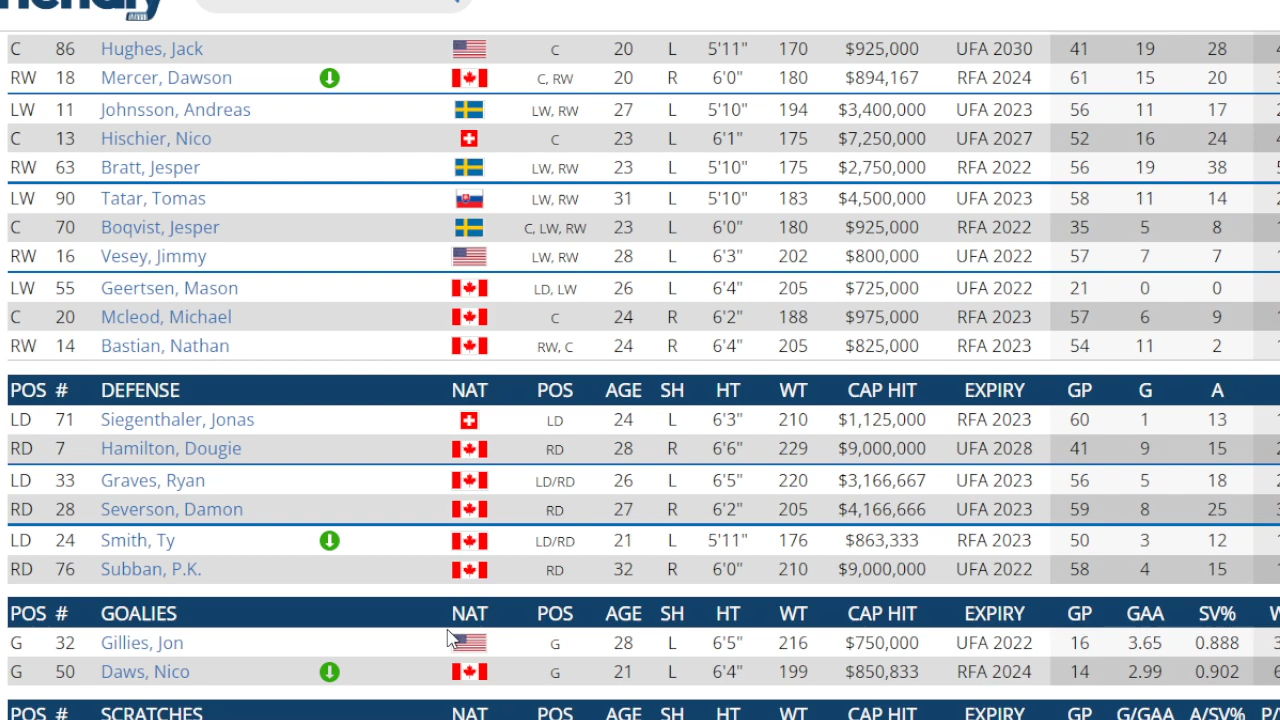 C 86 Hughes, Jack C 20 L 5'11" 170 $925,000 UFA 2030 41 19 28
RW 18 Mercer, Dawson C, RW 20 R 6'0" 180 $894,167 RFA 2024 61 15 20
LW 11 Johnsson, Andreas LW, RW 27 L 5'10" 194 $3,400,000 UFA 2023 56 11 17
C 13 Hischier, Nico C 23 L 6'1" 175 $7,250,000 UFA 2027 52 16 24
RW 63 Bratt, Jesper LW, RW 23 L 5'10" 175 $2,750,000 RFA 2022 56 19 38
LW 90 Tatar, Tomas LW, RW 31 L 5'10" 183 $4,500,000 UFA 2023 58 11 14
C 70 Boqvist, Jesper C, LW, RW 23 L 6'0" 180 $925,000 RFA 2022 35 5 8
RW 16 Vesey, Jimmy LW, RW 28 L 6'3" 202 $800,000 UFA 2022 57 7 7
LW 55 Geertsen, Mason LD, LW 26 L 6'4" 205 $725,000 UFA 2022 21 0 0
C 20 Mcleod, Michael C 24 R 6'2" 188 $975,000 RFA 2023 57 6 9
RW 14 Bastian, Nathan RW, C 24 R 6'4" 205 $825,000 RFA 2023 54 11 2
POS # DEFENSE NAT POS AGE SH HT WT CAP HIT EXPIRY GP G A
LD 71 Siegenthaler, Jonas LD 24 L 6'3" 210 $1,125,000 RFA 2023 60 1 13
RD 7 Hamilton, Dougie RD 28 R 6'6" 229 $9,000,000 UFA 2028 41 9 15
LD 33 Graves, Ryan LD/RD 26 L 6'5" 220 $3,166,667 UFA 2023 56 5 18
RD 28 Severson, Damon RD 27 R 6'2" 205 $4,166,666 UFA 2023 59 8 25
LD 24 Smith, Ty LD/RD 21 L 5'11" 176 $863,333 RFA 2023 50 3 12
RD 76 Subban, P.K. RD 32 R 6'0" 210 $9,000,000 UFA 2022 58 4 15
POS # GOALIES NAT POS AGE SH HT WT CAP HIT EXPIRY GP GAA SV%
G 32 Gillies, Jon G 28 L 6'5" 216 $750,000 UFA 2022 16 3.65 0.888
G 50 Daws, Nico G 21 L 6'4" 199 $850,833 RFA 2024 14 2.99 0.902
POS # SCRATCHES NAT POS AGE SH HT WT CAP HIT EXPIRY GP G/GAA A/SV%